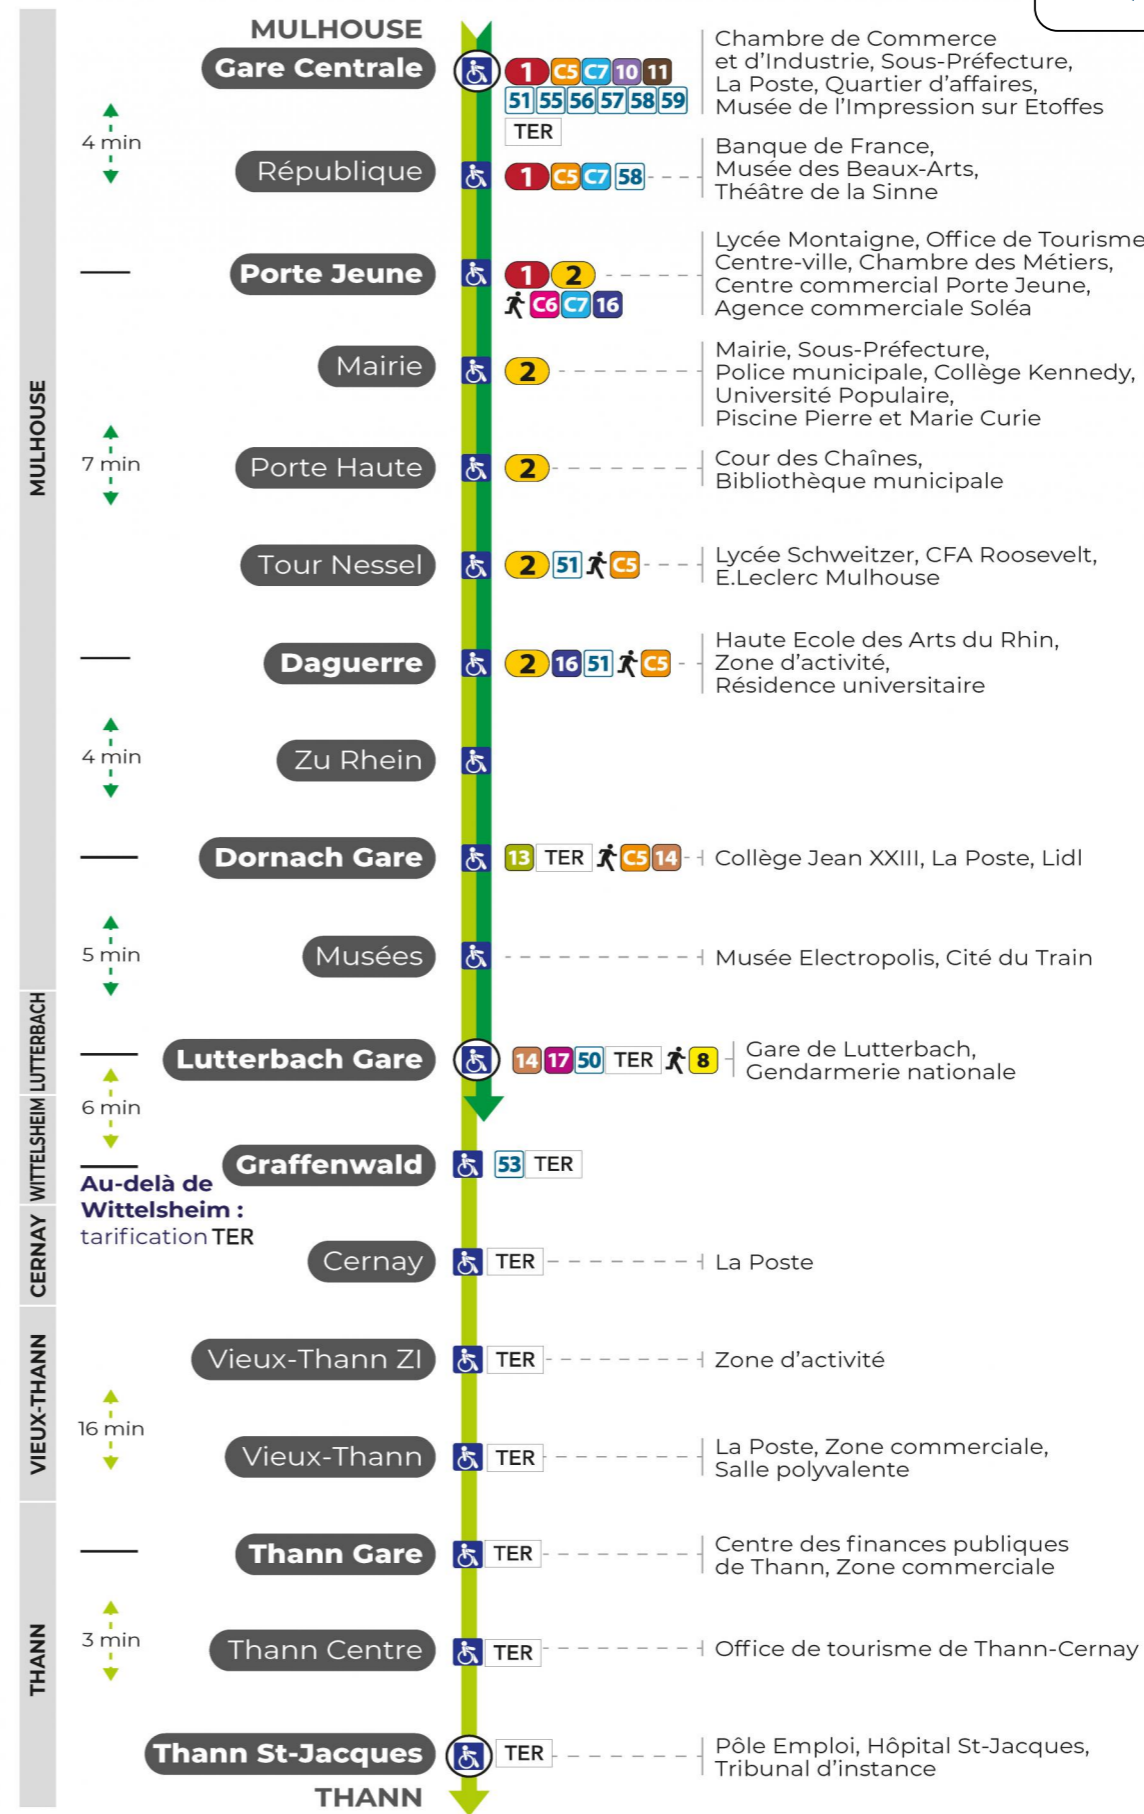 MULHOUSE
Gare Centrale
1 C5 C7 10 11
51 55 56 57 58 59
TER
Chambre de Commerce
et d'Industrie, Sous-Préfecture,
La Poste, Quartier d'affaires,
Musée de l'Impression sur Etoffes
4 min
République
1 C5 C7 58
Banque de France,
Musée des Beaux-Arts,
Théâtre de la Sinne
Porte Jeune
1 2
C6 C7 16
Lycée Montaigne, Office de Tourisme
Centre-ville, Chambre des Métiers,
Centre commercial Porte Jeune,
Agence commerciale Soléa
MULHOUSE
Mairie
2
Mairie, Sous-Préfecture,
Police municipale, Collège Kennedy,
Université Populaire,
Piscine Pierre et Marie Curie
7 min
Porte Haute
2
Cour des Chaînes,
Bibliothèque municipale
Tour Nessel
2 51 C5
Lycée Schweitzer, CFA Roosevelt,
E.Leclerc Mulhouse
Daguerre
2 16 51 C5
Haute Ecole des Arts du Rhin,
Zone d'activité,
Résidence universitaire
4 min
Zu Rhein
Dornach Gare
13 TER C5 14
Collège Jean XXIII, La Poste, Lidl
5 min
Musées
Musée Electropolis, Cité du Train
LUTTERBACH
Lutterbach Gare
14 17 50 TER 8
Gare de Lutterbach,
Gendarmerie nationale
6 min
WITTELSHEIM
Graffenwald
53 TER
Au-delà de
Wittelsheim :
tarification TER
CERNAY
Cernay
TER
La Poste
VIEUX-THANN
Vieux-Thann ZI
TER
Zone d'activité
16 min
Vieux-Thann
TER
La Poste, Zone commerciale,
Salle polyvalente
Thann Gare
TER
Centre des finances publiques
de Thann, Zone commerciale
THANN
3 min
Thann Centre
TER
Office de tourisme de Thann-Cernay
Thann St-Jacques
TER
Pôle Emploi, Hôpital St-Jacques,
Tribunal d'instance
THANN